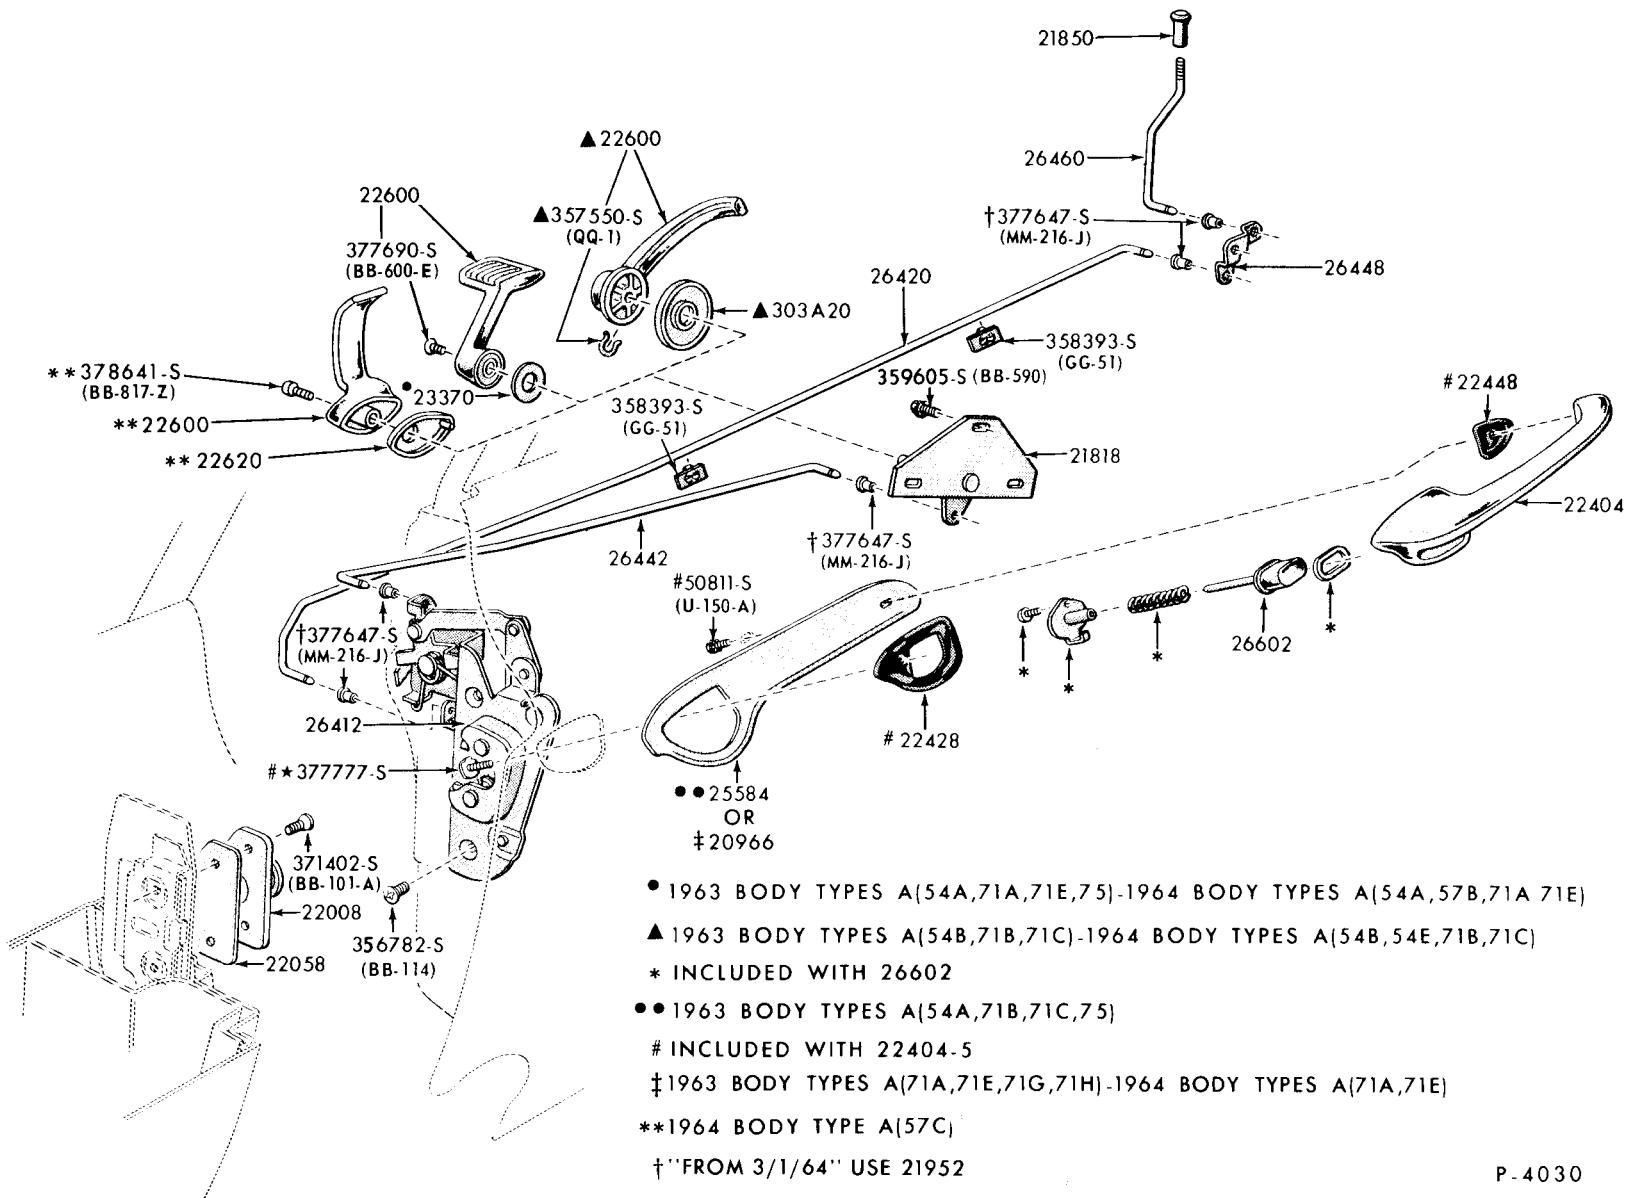 21850
▲22600
26460
22600
▲357550-S
(QQ-1)
†377647-S
(MM-216-J)
377690-S
(BB-600-E)
26448
26420
▲303A20
358393-S
(GG-51)
**378641-S
(BB-817-Z)
359605-S (BB-590)
#22448
•23370
358393-S
(GG-51)
**22600
**22620
21818
22404
26442
†377647-S
(MM-216-J)
#50811-S
(U-150-A)
†377647-S
(MM-216-J)
26602
*
*
*
*
26412
#22428
#★377777-S
●●25584
OR
‡20966
371402-S
(BB-101-A)
22008
356782-S
(BB-114)
22058
● 1963 BODY TYPES A(54A,71A,71E,75)-1964 BODY TYPES A(54A,57B,71A 71E)
▲ 1963 BODY TYPES A(54B,71B,71C)-1964 BODY TYPES A(54B,54E,71B,71C)
* INCLUDED WITH 26602
●● 1963 BODY TYPES A(54A,71B,71C,75)
# INCLUDED WITH 22404-5
‡1963 BODY TYPES A(71A,71E,71G,71H)-1964 BODY TYPES A(71A,71E)
**1964 BODY TYPE A(57C)
†"FROM 3/1/64" USE 21952
P-4030